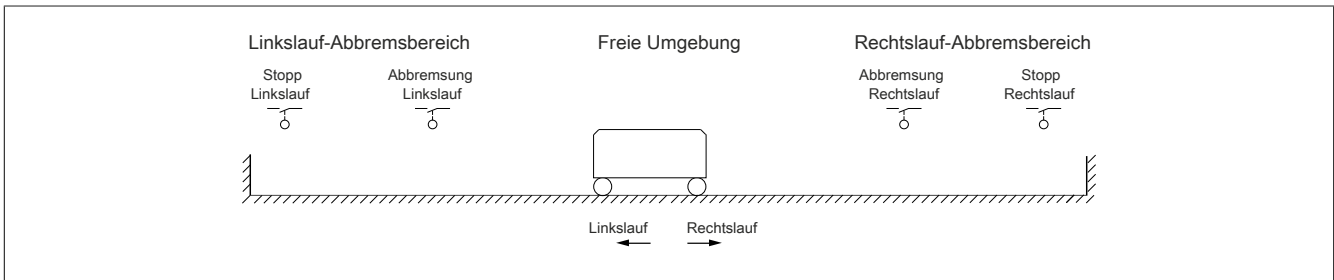 Linkslauf-Abbremsbereich
Freie Umgebung
Rechtslauf-Abbremsbereich
Stopp
Linkslauf
Abbremsung
Linkslauf
Abbremsung
Rechtslauf
Stopp
Rechtslauf
Linkslauf
Rechtslauf